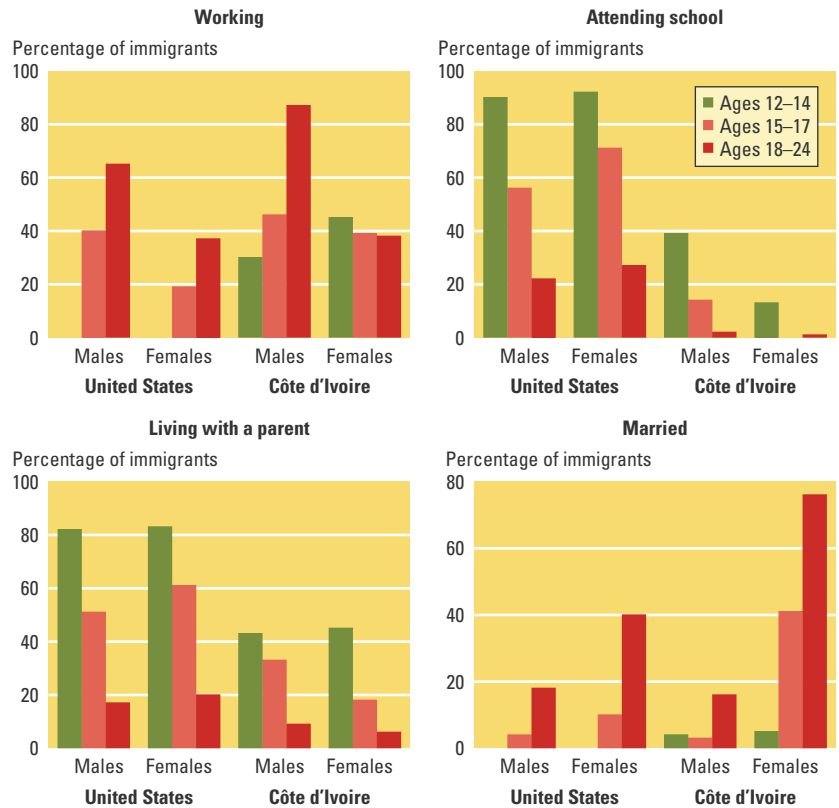 Working
Percentage of immigrants
100
80
60
40
20
0
Males Females Males Females
United States Côte d'Ivoire
Attending school
Percentage of immigrants
100
80
60
40
20
0
Ages 12–14
Ages 15–17
Ages 18–24
Males Females Males Females
United States Côte d'Ivoire
Living with a parent
Percentage of immigrants
100
80
60
40
20
0
Males Females Males Females
United States Côte d'Ivoire
Married
Percentage of immigrants
80
60
40
20
0
Males Females Males Females
United States Côte d'Ivoire